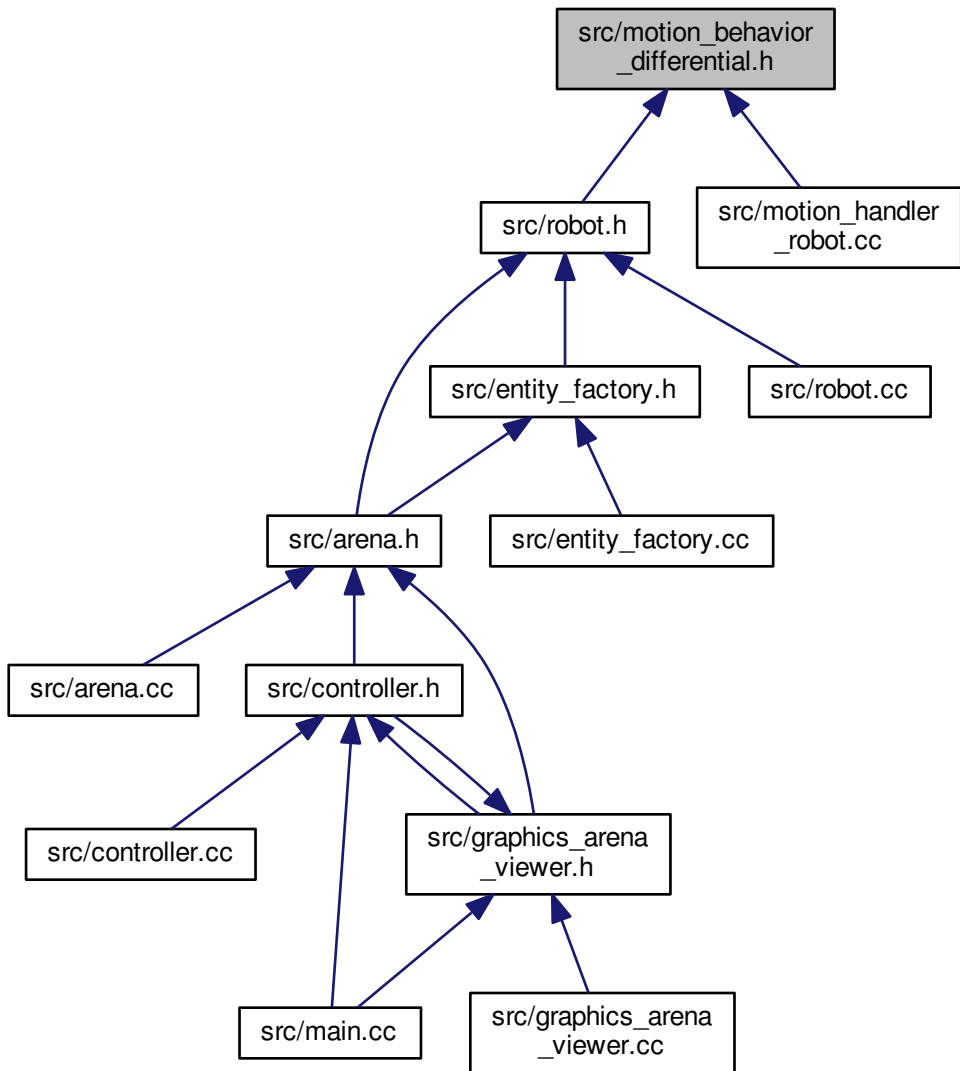 src/motion_behavior
_differential.h
src/robot.h
src/motion_handler
_robot.cc
src/entity_factory.h
src/robot.cc
src/arena.h
src/entity_factory.cc
src/arena.cc
src/controller.h
src/controller.cc
src/graphics_arena
_viewer.h
src/main.cc
src/graphics_arena
_viewer.cc